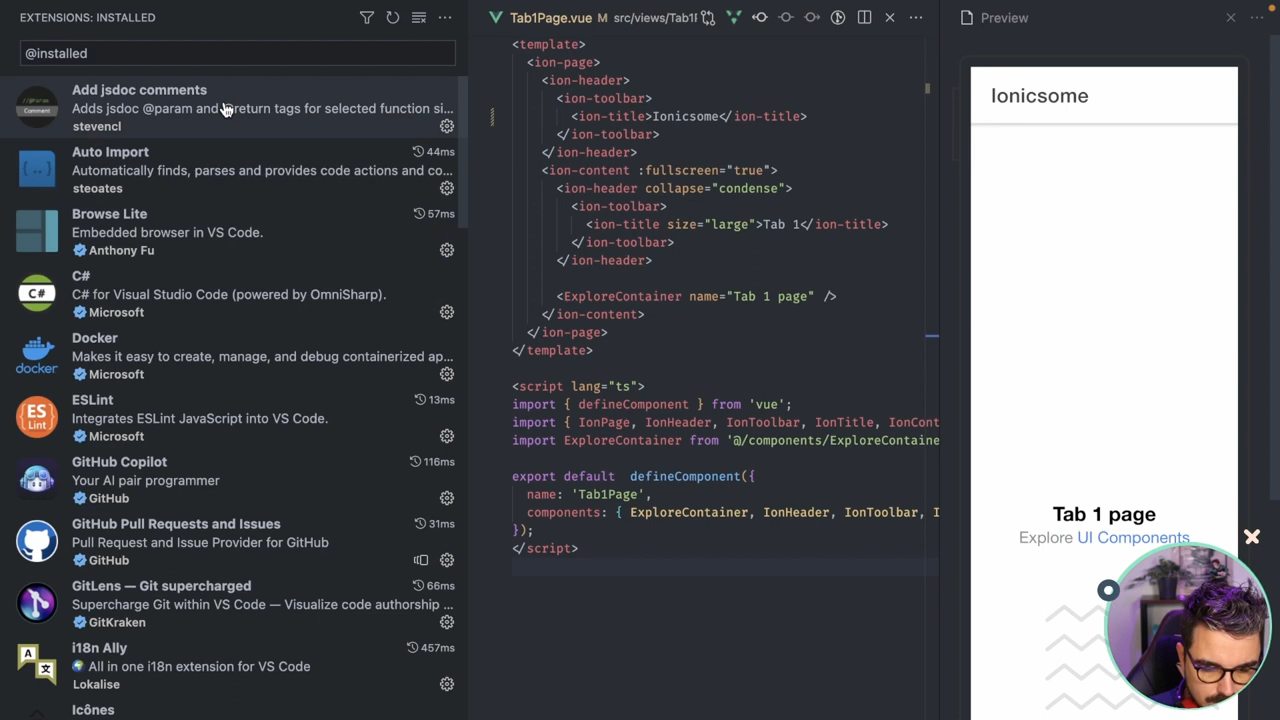 EXTENSIONS: INSTALLED
@installed
Add jsdoc comments
Adds jsdoc @param and @return tags for selected function si...
stevencl
Auto Import
44ms
Automatically finds, parses and provides code actions and co...
steoates
Browse Lite
57ms
Embedded browser in VS Code.
Anthony Fu
C#
C# for Visual Studio Code (powered by OmniSharp).
Microsoft
Docker
Makes it easy to create, manage, and debug containerized ap...
Microsoft
ESLint
13ms
Integrates ESLint JavaScript into VS Code.
Microsoft
GitHub Copilot
116ms
Your AI pair programmer
GitHub
GitHub Pull Requests and Issues
31ms
Pull Request and Issue Provider for GitHub
GitHub
GitLens — Git supercharged
66ms
Supercharge Git within VS Code — Visualize code authorship ...
GitKraken
i18n Ally
457ms
All in one i18n extension for VS Code
Lokalise
Icônes
//@Param
Comment
{..}
C#
docker
ES
Lint
A
文
Tab1Page.vue M src/views/Tab1
<template>
<ion-page>
<ion-header>
<ion-toolbar>
<ion-title>Ionicsome</ion-title>
</ion-toolbar>
</ion-header>
<ion-content :fullscreen="true">
<ion-header collapse="condense">
<ion-toolbar>
<ion-title size="large">Tab 1</ion-title>
</ion-toolbar>
</ion-header>
<ExploreContainer name="Tab 1 page" />
</ion-content>
</ion-page>
</template>
<script lang="ts">
import { defineComponent } from 'vue';
import { IonPage, IonHeader, IonToolbar, IonTitle, IonCont
import ExploreContainer from '@/components/ExploreContaine
export default defineComponent({
name: 'Tab1Page',
components: { ExploreContainer, IonHeader, IonToolbar, I
});
</script>
Preview
Ionicsome
Tab 1 page
Explore UI Components